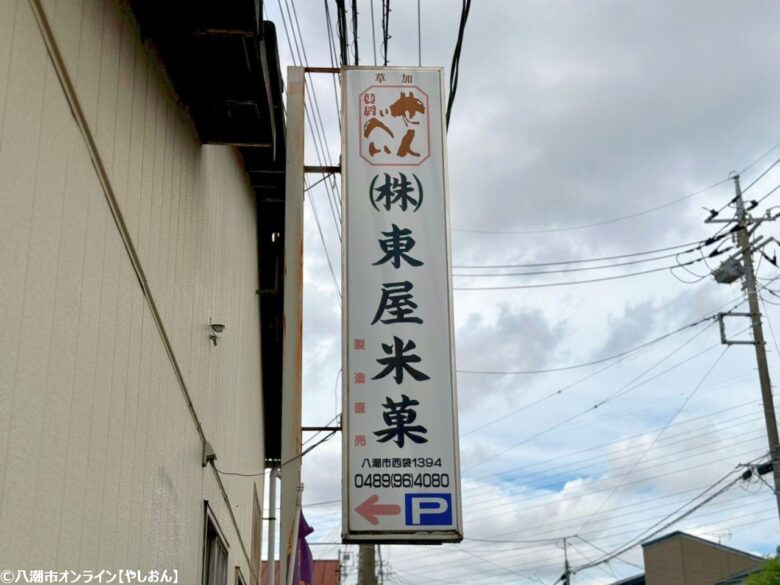 草加
せんべい
㈱東屋米菓
製造直売
八潮市西袋1394
0489(96)4080
P
©八潮市オンライン【やしおん】